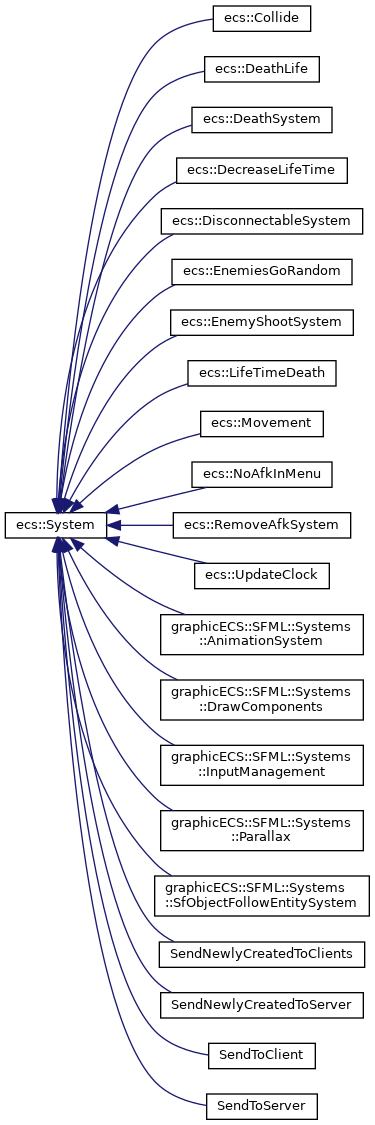 ecs::Collide
ecs::DeathLife
ecs::DeathSystem
ecs::DecreaseLifeTime
ecs::DisconnectableSystem
ecs::EnemiesGoRandom
ecs::EnemyShootSystem
ecs::LifeTimeDeath
ecs::Movement
ecs::NoAfkInMenu
ecs::System
ecs::RemoveAfkSystem
ecs::UpdateClock
graphicECS::SFML::Systems
::AnimationSystem
graphicECS::SFML::Systems
::DrawComponents
graphicECS::SFML::Systems
::InputManagement
graphicECS::SFML::Systems
::Parallax
graphicECS::SFML::Systems
::SfObjectFollowEntitySystem
SendNewlyCreatedToClients
SendNewlyCreatedToServer
SendToClient
SendToServer